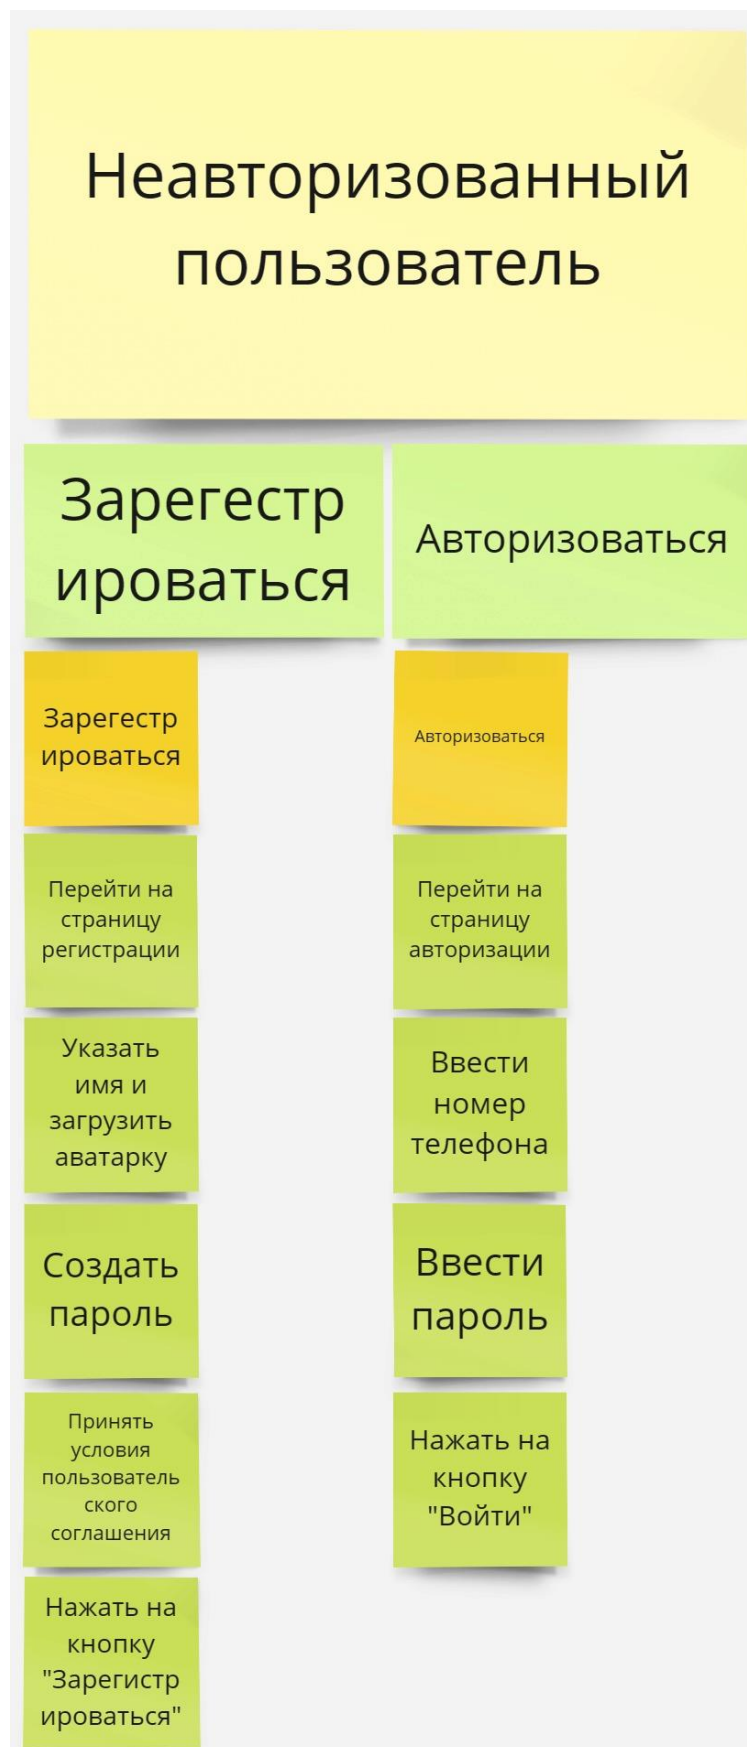 Неавторизованный
пользователь
Зарегестр
ироваться
Авторизоваться
Зарегестр
ироваться
Авторизоваться
Перейти на
страницу
регистрации
Перейти на
страницу
авторизации
Указать
имя и
загрузить
аватарку
Ввести
номер
телефона
Создать
пароль
Ввести
пароль
Принять
условия
пользователь
ского
соглашения
Нажать на
кнопку
"Войти"
Нажать на
кнопку
"Зарегистр
ироваться"